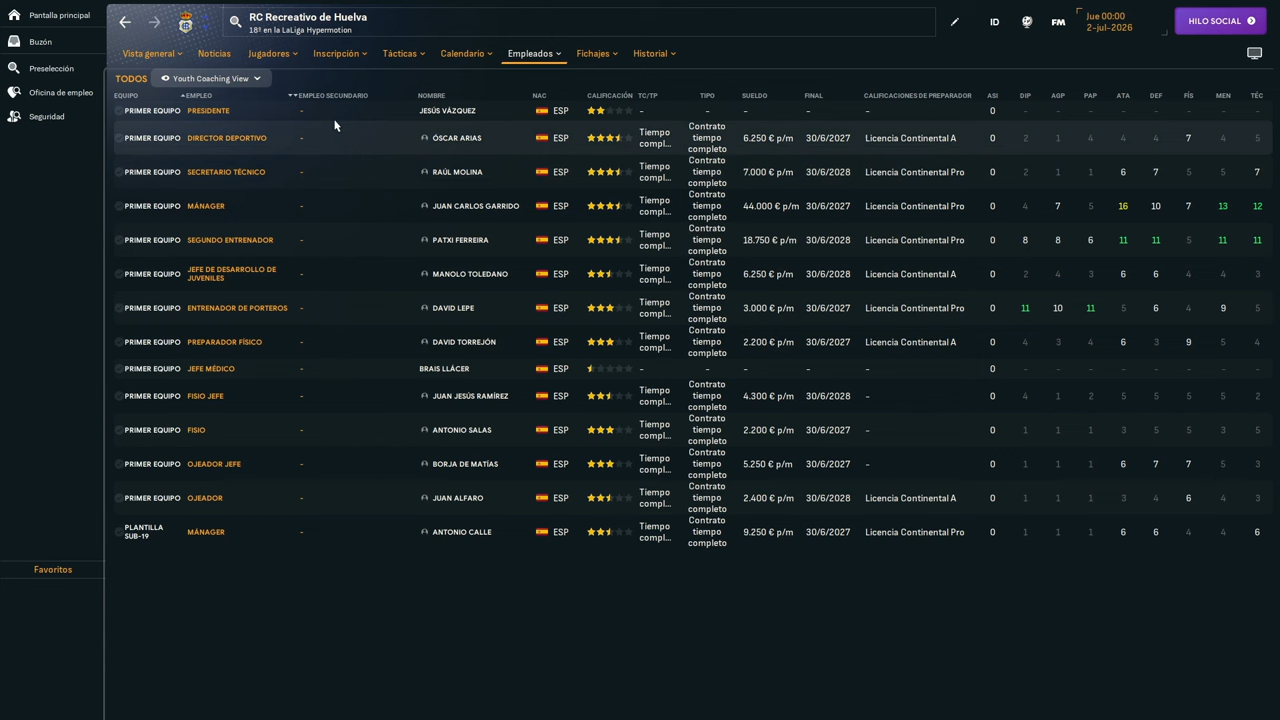 Pantalla principal
Buzón
Preselección
Oficina de empleo
Seguridad
Favoritos
RC Recreativo de Huelva
18º en la LaLiga Hypermotion
ID
FM
Jue 00:00
2-jul-2026
HILO SOCIAL
Vista general Noticias Jugadores Inscripción Tácticas Calendario Empleados Fichajes Historial
TODOS Youth Coaching View
EQUIPO EMPLEO EMPLEO SECUNDARIO NOMBRE NAC CALIFICACIÓN TC/TP TIPO SUELDO FINAL CALIFICACIONES DE PREPARADOR ASI DIP AGP PAP ATA DEF FÍS MEN TÉC
PRIMER EQUIPO PRESIDENTE - JESÚS VÁZQUEZ ESP - - - - - 0 - - - - - - - -
PRIMER EQUIPO DIRECTOR DEPORTIVO - ÓSCAR ARIAS ESP Tiempo compl... Contrato tiempo completo 6.250 € p/m 30/6/2027 Licencia Continental A 0 2 1 4 4 4 7 4 5
PRIMER EQUIPO SECRETARIO TÉCNICO - RAÚL MOLINA ESP Tiempo compl... Contrato tiempo completo 7.000 € p/m 30/6/2028 Licencia Continental A 0 2 1 1 6 7 5 5 7
PRIMER EQUIPO MÁNAGER - JUAN CARLOS GARRIDO ESP Tiempo compl... Contrato tiempo completo 44.000 € p/m 30/6/2027 Licencia Continental Pro 0 4 7 5 16 10 7 13 12
PRIMER EQUIPO SEGUNDO ENTRENADOR - PATXI FERREIRA ESP Tiempo compl... Contrato tiempo completo 18.750 € p/m 30/6/2028 Licencia Continental Pro 0 8 8 6 11 11 5 11 11
PRIMER EQUIPO JEFE DE DESARROLLO DE JUVENILES - MANOLO TOLEDANO ESP Tiempo compl... Contrato tiempo completo 6.250 € p/m 30/6/2028 Licencia Continental A 0 2 4 3 6 6 4 4 3
PRIMER EQUIPO ENTRENADOR DE PORTEROS - DAVID LEPE ESP Tiempo compl... Contrato tiempo completo 3.000 € p/m 30/6/2027 Licencia Continental Pro 0 11 10 11 5 6 4 9 5
PRIMER EQUIPO PREPARADOR FÍSICO - DAVID TORREJÓN ESP Tiempo compl... Contrato tiempo completo 2.200 € p/m 30/6/2027 Licencia Continental A 0 4 3 4 6 3 9 5 4
PRIMER EQUIPO JEFE MÉDICO - BRAIS LLÁCER ESP - - - - - 0 - - - - - - - -
PRIMER EQUIPO FISIO JEFE - JUAN JESÚS RAMÍREZ ESP Tiempo compl... Contrato tiempo completo 4.300 € p/m 30/6/2028 - 0 4 1 2 5 5 5 5 2
PRIMER EQUIPO FISIO - ANTONIO SALAS ESP Tiempo compl... Contrato tiempo completo 2.200 € p/m 30/6/2027 - 0 1 1 1 3 5 5 3 5
PRIMER EQUIPO OJEADOR JEFE - BORJA DE MATÍAS ESP Tiempo compl... Contrato tiempo completo 5.250 € p/m 30/6/2027 - 0 1 1 1 6 7 7 5 3
PRIMER EQUIPO OJEADOR - JUAN ALFARO ESP Tiempo compl... Contrato tiempo completo 2.400 € p/m 30/6/2028 Licencia Continental A 0 1 1 1 3 4 6 4 3
PLANTILLA SUB-19 MÁNAGER - ANTONIO CALLE ESP Tiempo compl... Contrato tiempo completo 9.250 € p/m 30/6/2027 Licencia Continental Pro 0 1 1 1 6 6 4 4 6